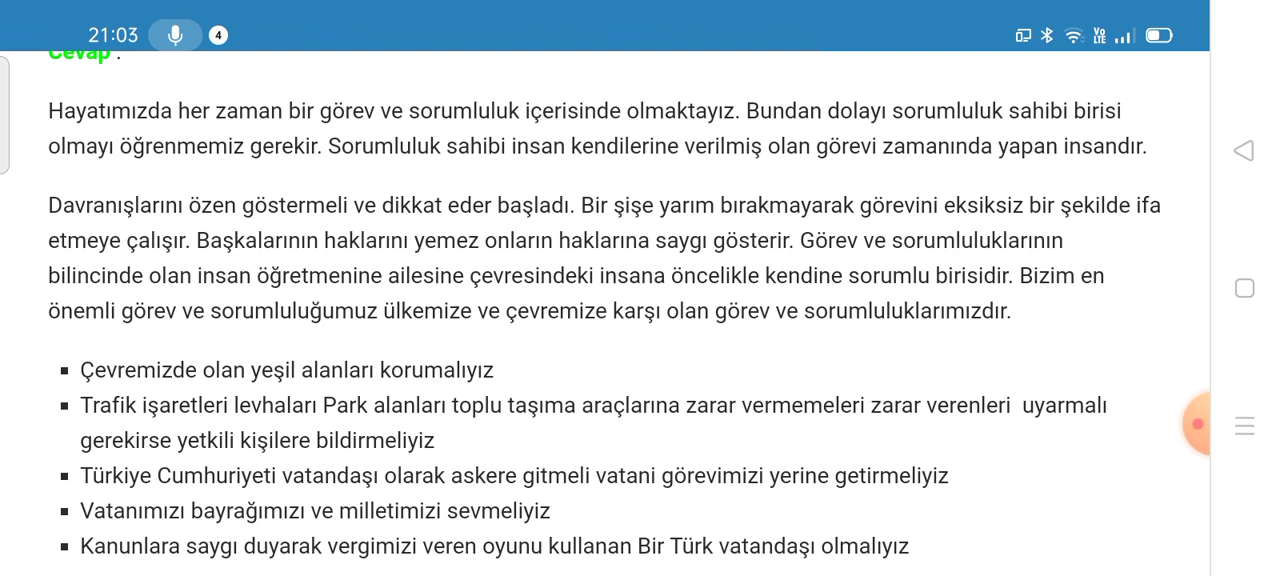 21:03 4
Cevap :
Hayatımızda her zaman bir görev ve sorumluluk içerisinde olmaktayız. Bundan dolayı sorumluluk sahibi birisi
olmayı öğrenmemiz gerekir. Sorumluluk sahibi insan kendilerine verilmiş olan görevi zamanında yapan insandır.
Davranışlarını özen göstermeli ve dikkat eder başladı. Bir şişe yarım bırakmayarak görevini eksiksiz bir şekilde ifa
etmeye çalışır. Başkalarının haklarını yemez onların haklarına saygı gösterir. Görev ve sorumluluklarının
bilincinde olan insan öğretmenine ailesine çevresindeki insana öncelikle kendine sorumlu birisidir. Bizim en
önemli görev ve sorumluluğumuz ülkemize ve çevremize karşı olan görev ve sorumluluklarımızdır.
▪ Çevremizde olan yeşil alanları korumalıyız
▪ Trafik işaretleri levhaları Park alanları toplu taşıma araçlarına zarar vermemeleri zarar verenleri uyarmalı
gerekirse yetkili kişilere bildirmeliyiz
▪ Türkiye Cumhuriyeti vatandaşı olarak askere gitmeli vatani görevimizi yerine getirmeliyiz
▪ Vatanımızı bayrağımızı ve milletimizi sevmeliyiz
▪ Kanunlara saygı duyarak vergimizi veren oyunu kullanan Bir Türk vatandaşı olmalıyız